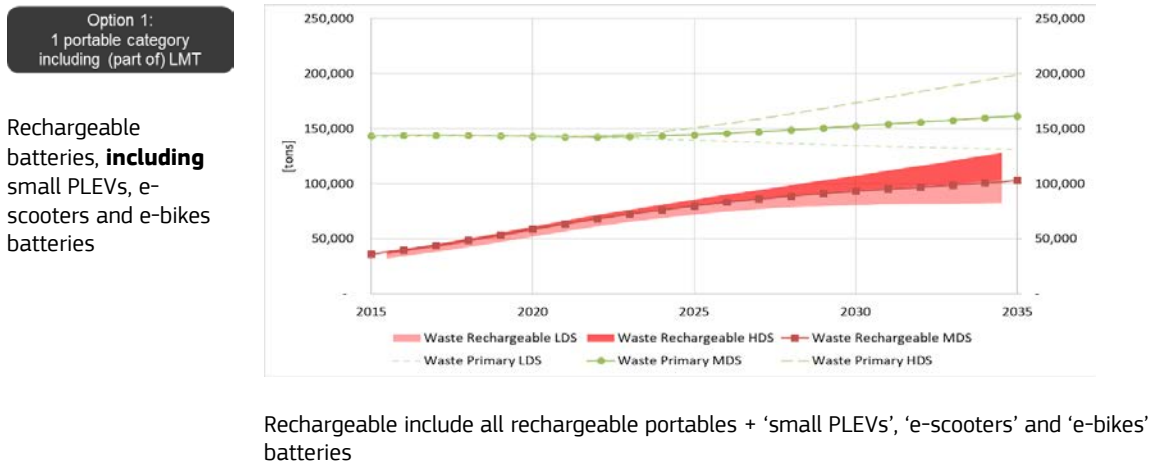 Option 1:
1 portable category
including (part of) LMT
Rechargeable
batteries, including
small PLEVs, e-
scooters and e-bikes
batteries
250,000
200,000
150,000
100,000
50,000
-
[tons]
250,000
200,000
150,000
100,000
50,000
-
2015 2020 2025 2030 2035
Waste Rechargeable LDS Waste Rechargeable HDS Waste Rechargeable MDS
Waste Primary LDS Waste Primary MDS Waste Primary HDS
Rechargeable include all rechargeable portables + ‘small PLEVs’, ‘e-scooters’ and ‘e-bikes’
batteries